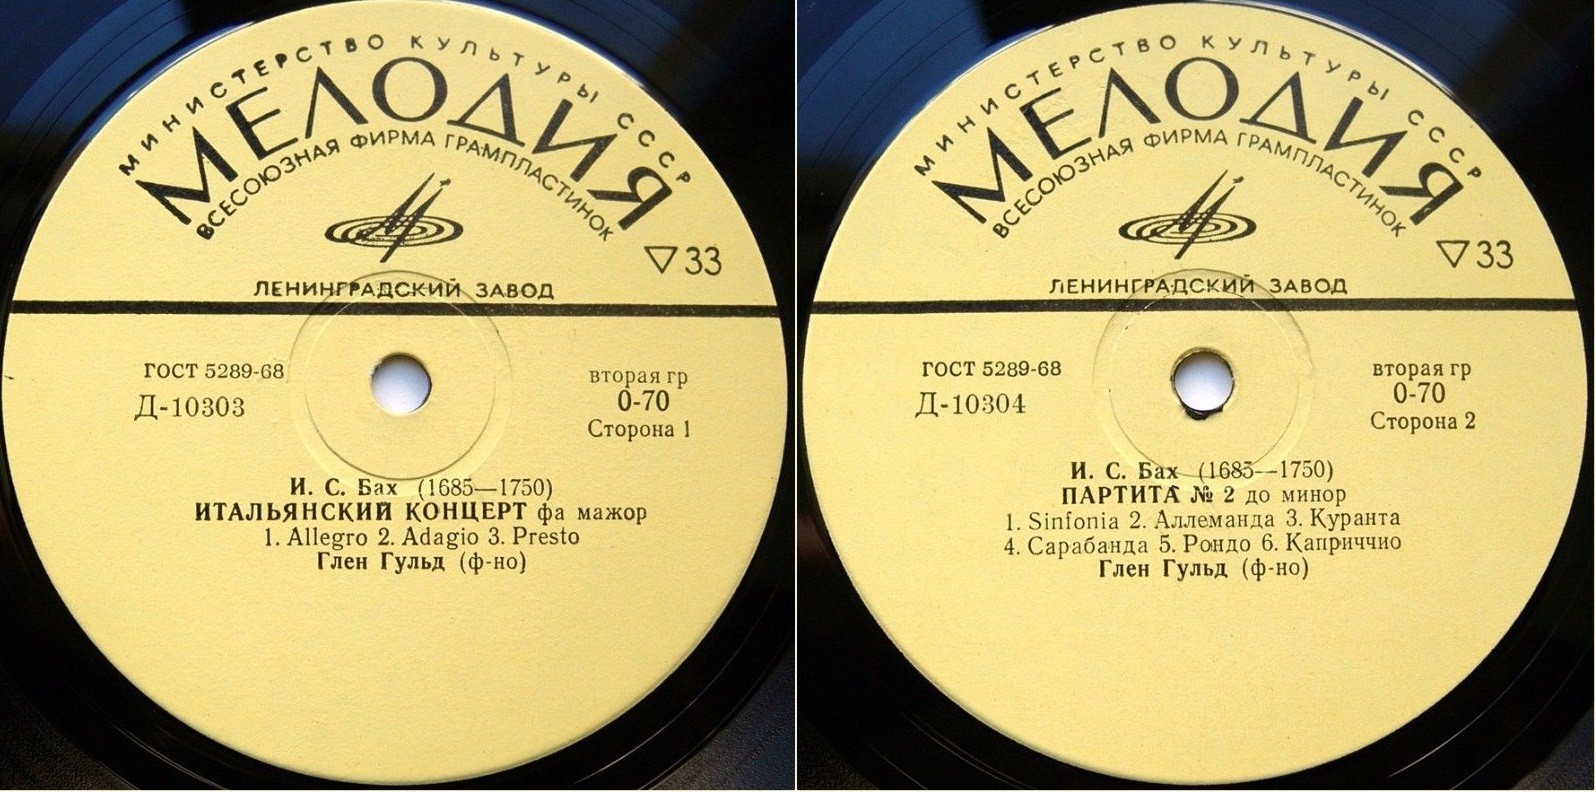 МИНИСТЕРСТВО КУЛЬТУРЫ СССР
МЕЛОДИЯ
ВСЕСОЮЗНАЯ ФИРМА ГРАМПЛАСТИНОК
▽33
ЛЕНИНГРАДСКИЙ ЗАВОД
ГОСТ 5289-68
Д-10303
вторая гр
0-70
Сторона 1
И. С. Бах (1685—1750)
ИТАЛЬЯНСКИЙ КОНЦЕРТ фа мажор
1. Allegro 2. Adagio 3. Presto
Глен Гульд (ф-но)
МИНИСТЕРСТВО КУЛЬТУРЫ СССР
МЕЛОДИЯ
ВСЕСОЮЗНАЯ ФИРМА ГРАМПЛАСТИНОК
▽33
ЛЕНИНГРАДСКИЙ ЗАВОД
ГОСТ 5289-68
Д-10304
вторая гр
0-70
Сторона 2
И. С. Бах (1685—1750)
ПАРТИТА № 2 до минор
1. Sinfonia 2. Аллеманда 3. Куранта
4. Сарабанда 5. Рондо 6. Каприччио
Глен Гульд (ф-но)